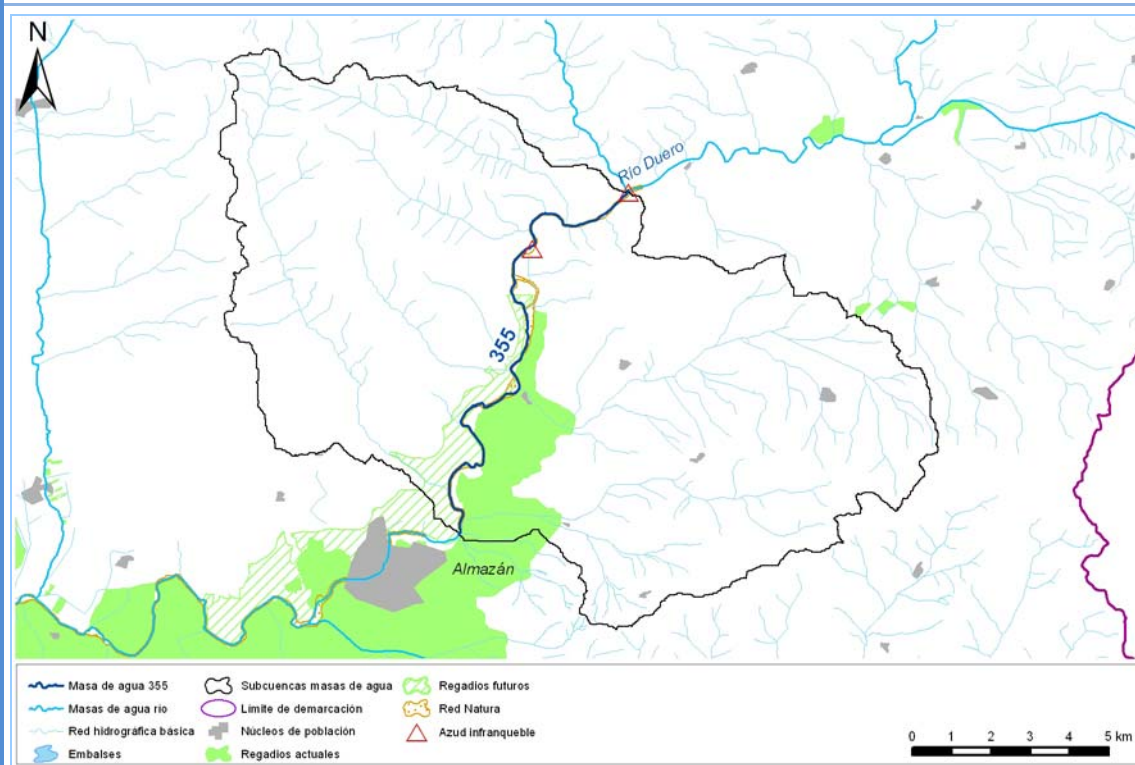 N
Río Duero
355
Almazán
Masa de agua 355
Masas de agua río
Red hidrográfica básica
Embalses
Subcuencas masas de agua
Límite de demarcación
Núcleos de población
Regadíos actuales
Regadíos futuros
Red Natura
Azud infranqueble
0 1 2 3 4 5 km